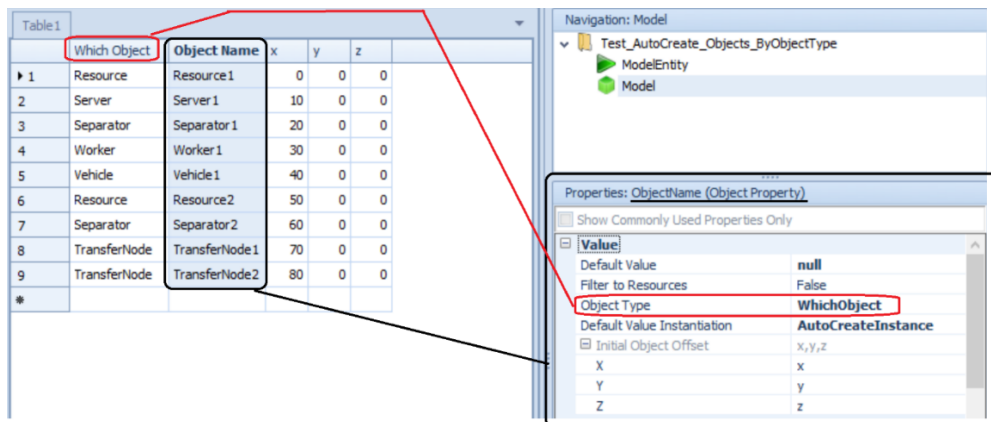 Table1
Which Object Object Name x y z
1 Resource Resource1 0 0 0
2 Server Server1 10 0 0
3 Separator Separator1 20 0 0
4 Worker Worker1 30 0 0
5 Vehicle Vehicle1 40 0 0
6 Resource Resource2 50 0 0
7 Separator Separator2 60 0 0
8 TransferNode TransferNode1 70 0 0
9 TransferNode TransferNode2 80 0 0
Navigation: Model
Test_AutoCreate_Objects_ByObjectType
ModelEntity
Model
Properties: ObjectName (Object Property)
Show Commonly Used Properties Only
Value
Default Value null
Filter to Resources False
Object Type WhichObject
Default Value Instantiation AutoCreateInstance
Initial Object Offset x,y,z
X x
Y y
Z z